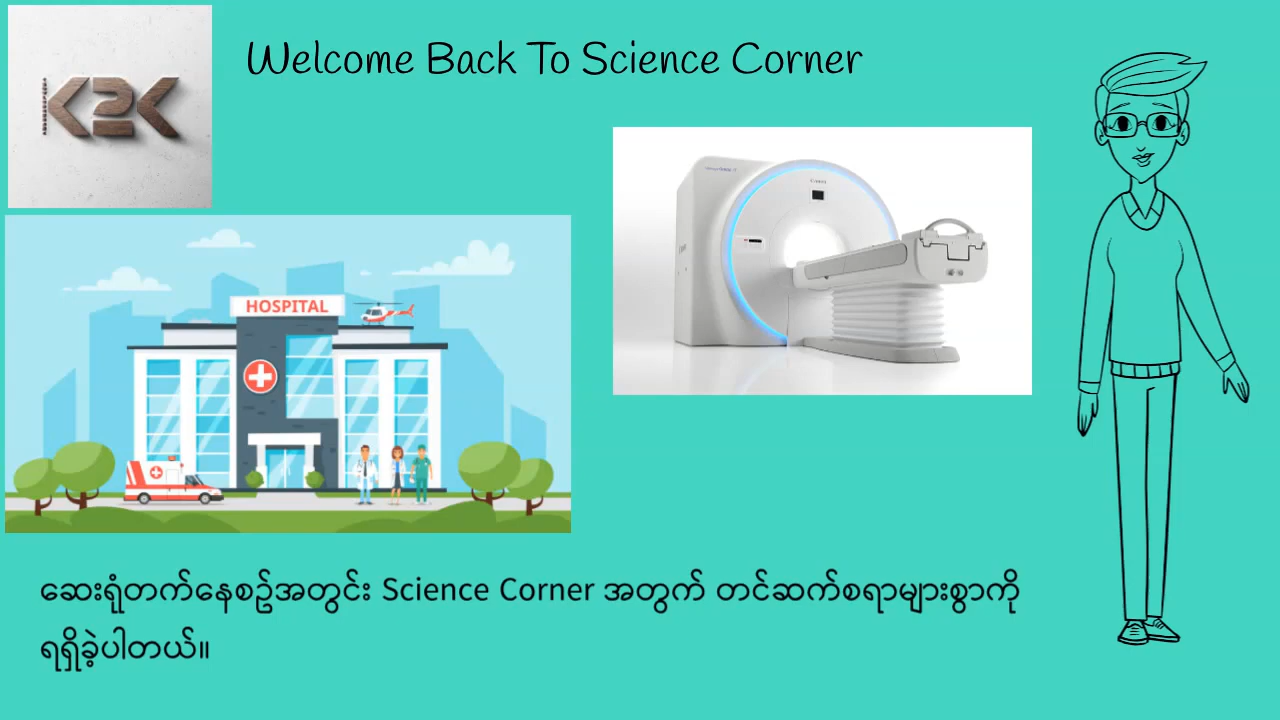 K2K
Welcome Back To Science Corner
HOSPITAL
ဆေးရုံတက်နေစဥ်အတွင်း Science Corner အတွက် တင်ဆက်စရာများစွာကို
ရရှိခဲ့ပါတယ်။